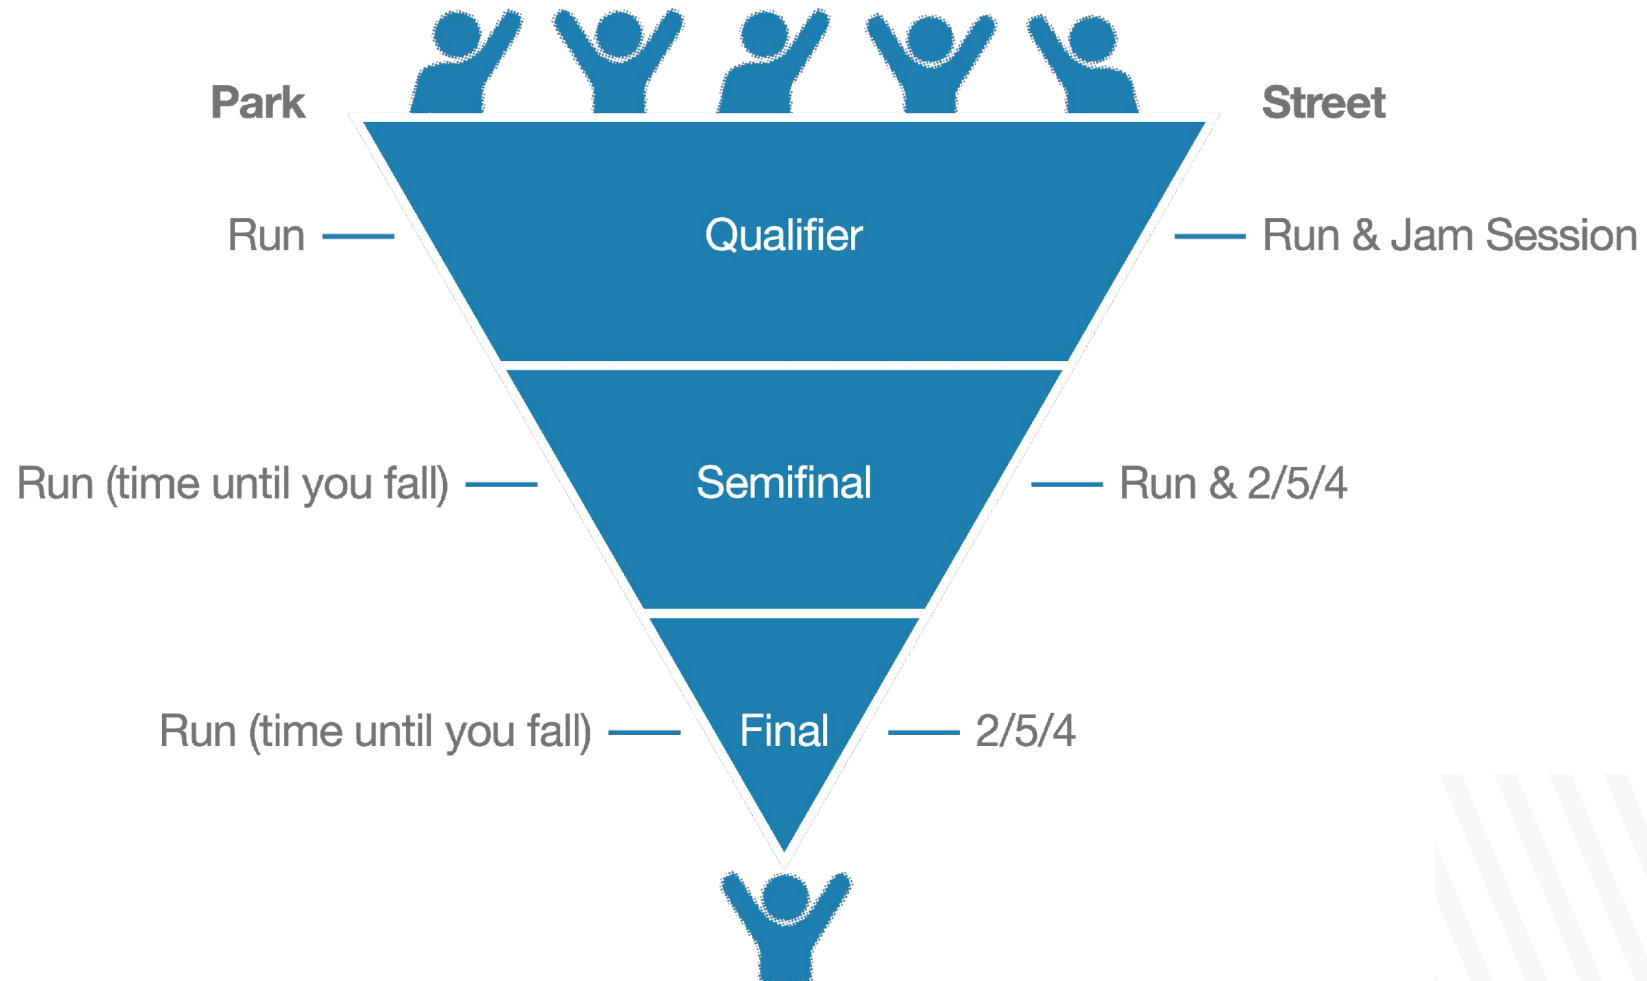 Park
Street
Run
Qualifier
Run & Jam Session
Run (time until you fall)
Semifinal
Run & 2/5/4
Run (time until you fall)
Final
2/5/4